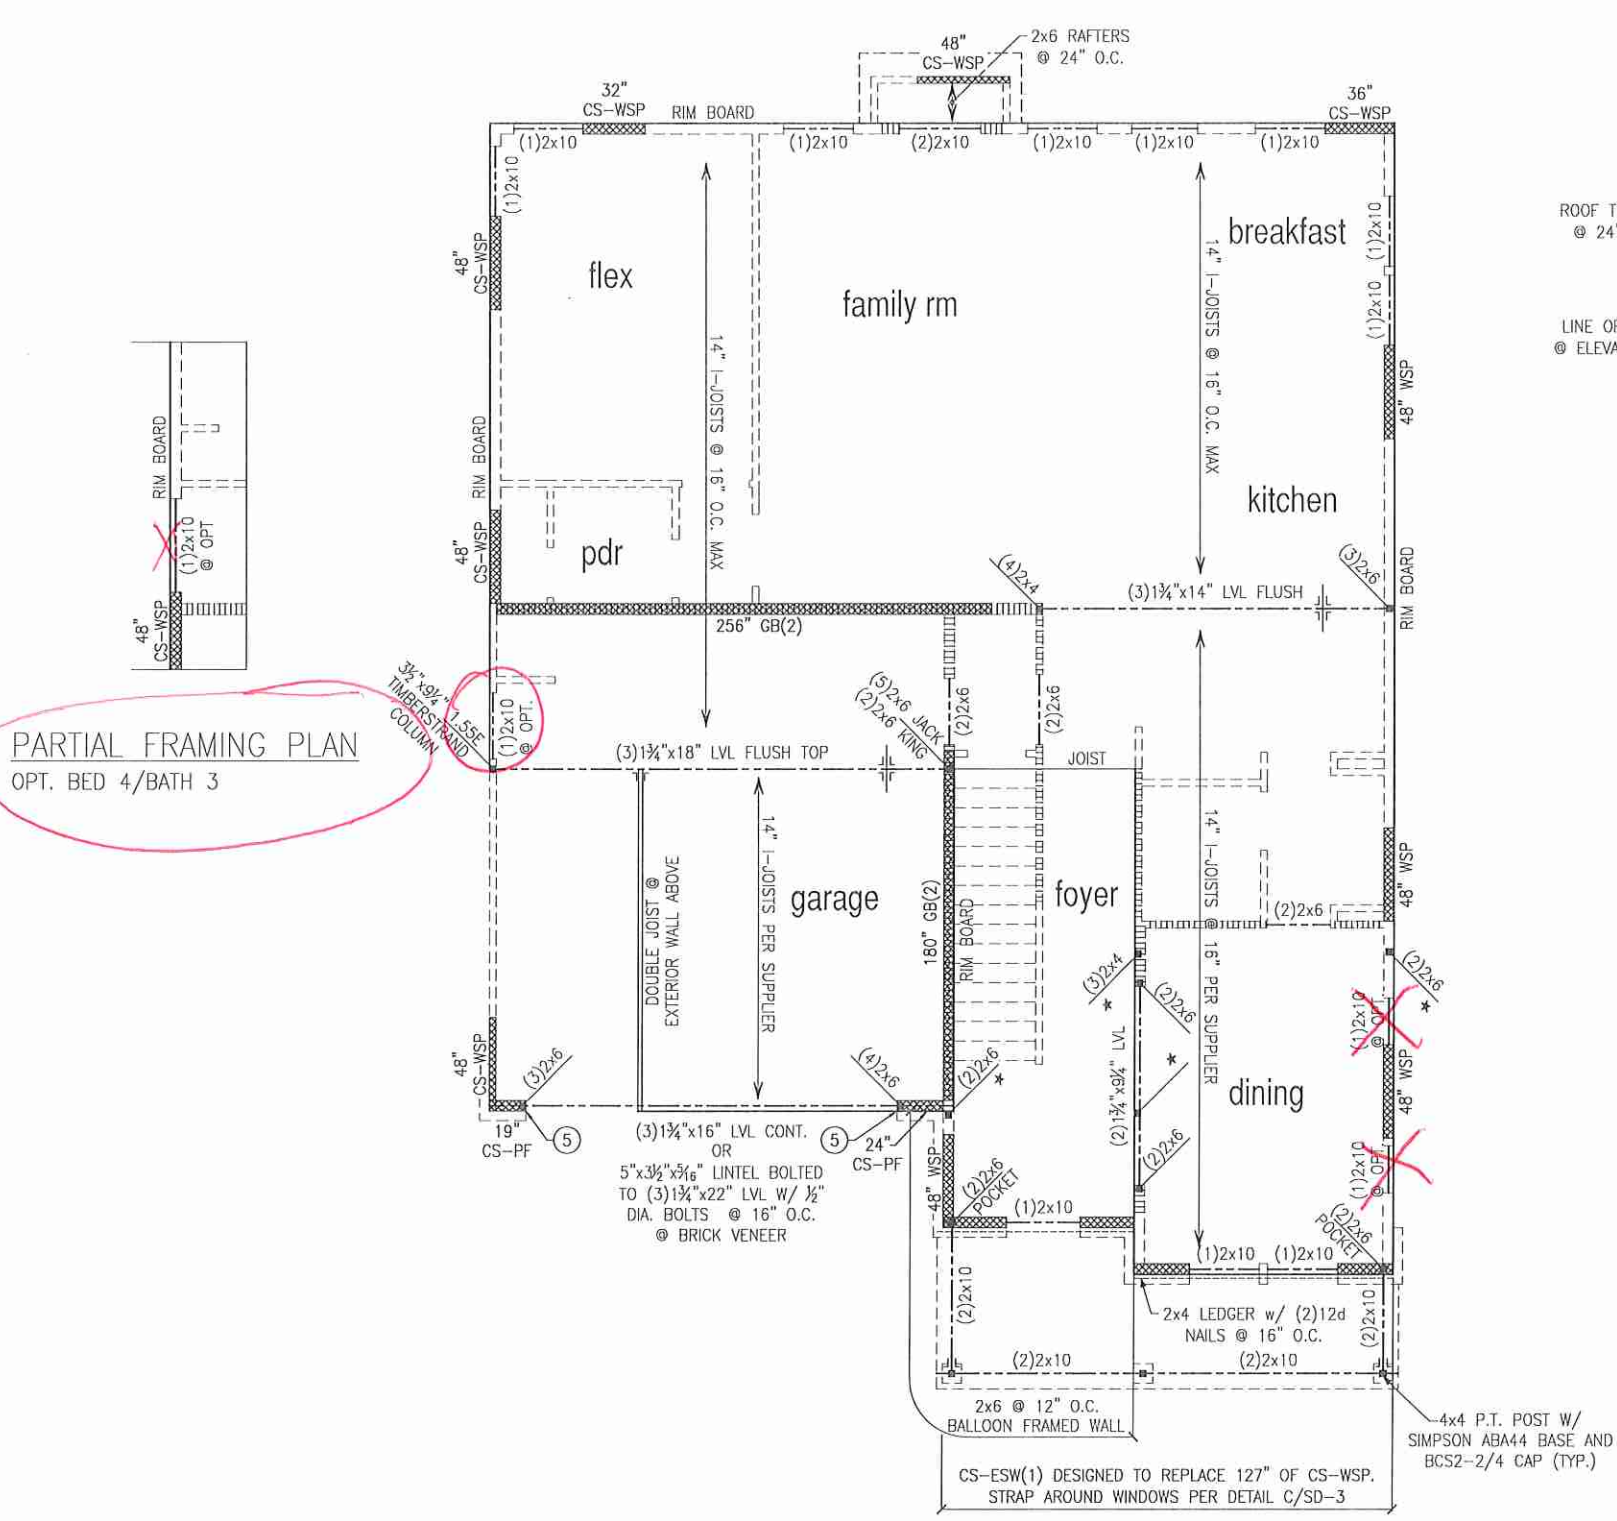 48"
CS-WSP
2x6 RAFTERS
@ 24" O.C.
32"
CS-WSP
RIM BOARD
36"
CS-WSP
(1)2x10
(1)2x10
(2)2x10
(1)2x10
(1)2x10
(1)2x10
(1)2x10
48"
CS-WSP
flex
family rm
breakfast
14" I-JOISTS @ 16" O.C. MAX
14" I-JOISTS @ 16" O.C. MAX
(1)2x10
(1)2x10
ROOF T
@ 24"
LINE OF
@ ELEVA
48" WSP
RIM BOARD
RIM BOARD
(1)2x10
@ OPT
48"
CS-WSP
48"
CS-WSP
pdr
kitchen
(4)2x4
(3)1¾"x14" LVL FLUSH
(3)2x6
RIM BOARD
256" GB(2)
3½"x9¼" 1.55E
TIMBERSTRAND
COLUMN
(1)2x10
@ OPT.
(5)2x6 JACK
(2)2x6 KING
(2)2x6
(2)2x6
PARTIAL FRAMING PLAN
OPT. BED 4/BATH 3
(3)1¾"x18" LVL FLUSH TOP
JOIST
DOUBLE JOIST @
EXTERIOR WALL ABOVE
14" I-JOISTS PER SUPPLIER
garage
180" GB(2)
RIM BOARD
foyer
14" I-JOISTS @ 16" PER SUPPLIER
48" WSP
(2)2x6
(3)2x4
★
(2)2x6
★
(2)2x6
★
(1)2x10
@ OPT
48" WSP
48"
CS-WSP
(3)2x6
(4)2x6
(2)2x6
★
(2)1¾"x9¼" LVL
dining
19"
CS-PF
5
(3)1¾"x16" LVL CONT.
OR
5"x3½"x5/16" LINTEL BOLTED
TO (3)1¾"x22" LVL W/ ½"
DIA. BOLTS @ 16" O.C.
@ BRICK VENEER
5
24"
CS-PF
48" WSP
(2)2x6
POCKET
(1)2x10
(2)2x6
(1)2x10
@ OPT
(2)2x6
POCKET
(1)2x10
(1)2x10
(2)2x10
2x4 LEDGER w/ (2)12d
NAILS @ 16" O.C.
(2)2x10
(2)2x10
(2)2x10
2x6 @ 12" O.C.
BALLOON FRAMED WALL
4x4 P.T. POST W/
SIMPSON ABA44 BASE AND
BCS2-2/4 CAP (TYP.)
CS-ESW(1) DESIGNED TO REPLACE 127" OF CS-WSP.
STRAP AROUND WINDOWS PER DETAIL C/SD-3